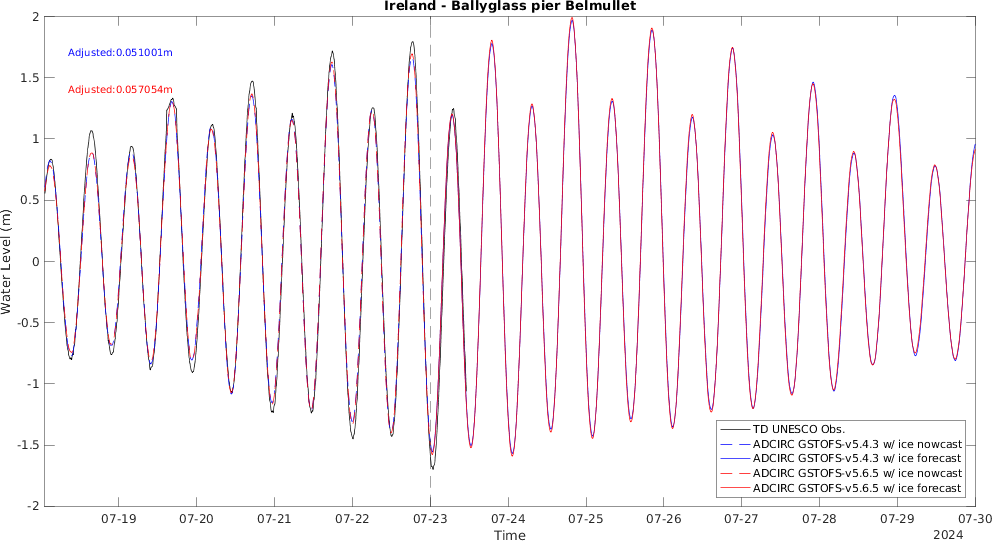 Ireland - Ballyglass pier Belmullet
2
1.5
1
0.5
0
-0.5
-1
-1.5
-2
Water Level (m)
Adjusted:0.051001m
Adjusted:0.057054m
TD UNESCO Obs.
ADCIRC GSTOFS-v5.4.3 w/ ice nowcast
ADCIRC GSTOFS-v5.4.3 w/ ice forecast
ADCIRC GSTOFS-v5.6.5 w/ ice nowcast
ADCIRC GSTOFS-v5.6.5 w/ ice forecast
07-19 07-20 07-21 07-22 07-23 07-24 07-25 07-26 07-27 07-28 07-29 07-30
Time
2024